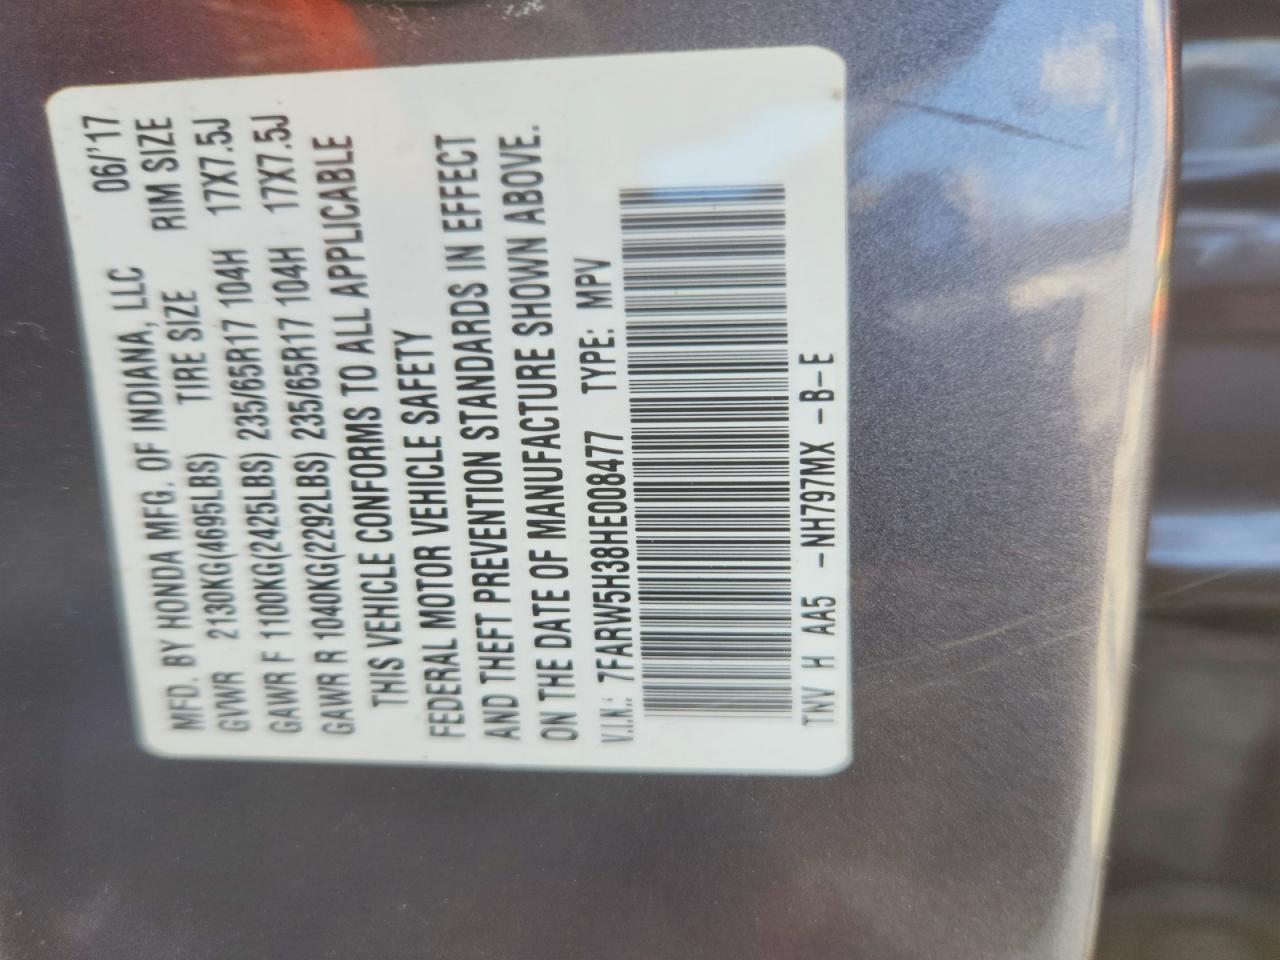 MFD. BY HONDA MFG. OF INDIANA, LLC 06/'17
GVWR 2130KG(4695LBS) TIRE SIZE RIM SIZE
GAWR F 1100KG(2425LBS) 235/65R17 104H 17X7.5J
GAWR R 1040KG(2292LBS) 235/65R17 104H 17X7.5J
THIS VEHICLE CONFORMS TO ALL APPLICABLE
FEDERAL MOTOR VEHICLE SAFETY
AND THEFT PREVENTION STANDARDS IN EFFECT
ON THE DATE OF MANUFACTURE SHOWN ABOVE.
V.I.N.: 7FARW5H38HE008477 TYPE: MPV
TNV H AA5 -NH797MX -B-E